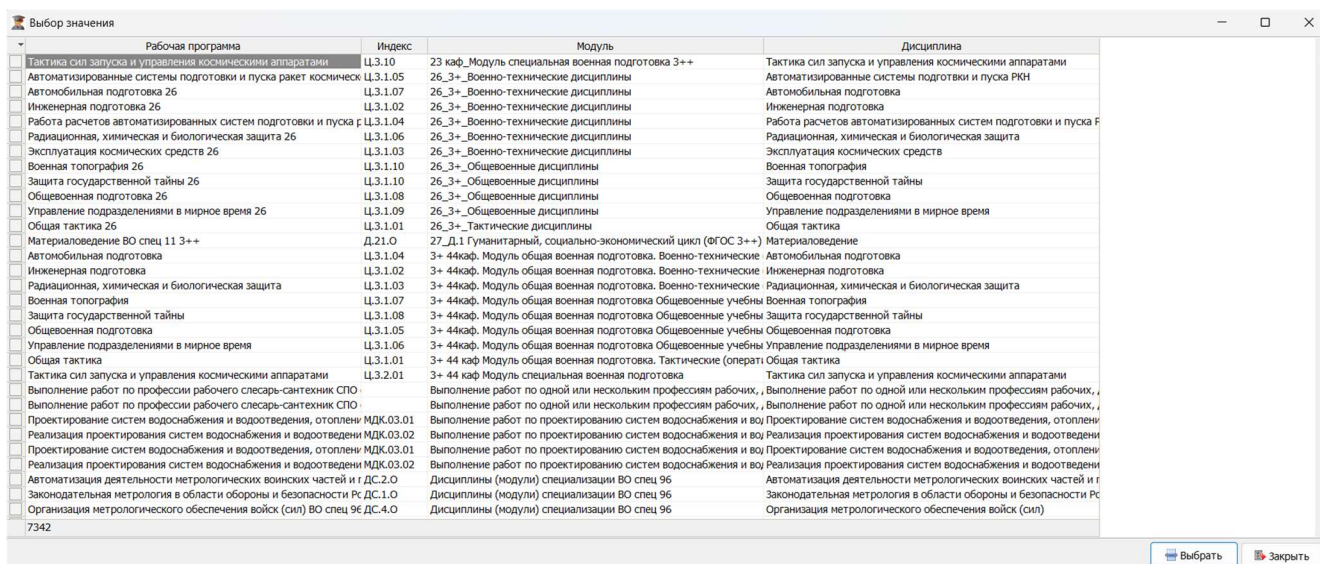 Выбор значения
Рабочая программа Индекс Модуль Дисциплина
Тактика сил запуска и управления космическими аппаратами Ц.3.10 23 каф_Модуль специальная военная подготовка 3++ Тактика сил запуска и управления космическими аппаратами
Автоматизированные системы подготовки и пуска ракет космическ Ц.3.1.05 26_3+_Военно-технические дисциплины Автоматизированные системы подготвки и пуска РКН
Автомобильная подготовка 26 Ц.3.1.07 26_3+_Военно-технические дисциплины Автомобильная подготовка
Инженерная подготовка 26 Ц.3.1.02 26_3+_Военно-технические дисциплины Инженерная подготовка
Работа расчетов автоматизированных систем подготовки и пуска р Ц.3.1.04 26_3+_Военно-технические дисциплины Работа расчетов автоматизированных систем подготовки и пуска Р
Радиационная, химическая и биологическая защита 26 Ц.3.1.06 26_3+_Военно-технические дисциплины Радиационная, химическая и биологическая защита
Эксплуатация космических средств 26 Ц.3.1.03 26_3+_Военно-технические дисциплины Эксплуатация космических средств
Военная топография 26 Ц.3.1.10 26_3+_Общевоенные дисциплины Военная топография
Защита государственной тайны 26 Ц.3.1.10 26_3+_Общевоенные дисциплины Защита государственной тайны
Общевоенная подготовка 26 Ц.3.1.08 26_3+_Общевоенные дисциплины Общевоенная подготовка
Управление подразделениями в мирное время 26 Ц.3.1.09 26_3+_Общевоенные дисциплины Управление подразделениями в мирное время
Общая тактика 26 Ц.3.1.01 26_3+_Тактические дисциплины Общая тактика
Материаловедение ВО спец 11 3++ Д.21.О 27_Д.1 Гуманитарный, социально-экономический цикл (ФГОС 3++) Материаловедение
Автомобильная подготовка Ц.3.1.04 3+ 44каф. Модуль общая военная подготовка. Военно-технические Автомобильная подготовка
Инженерная подготовка Ц.3.1.02 3+ 44каф. Модуль общая военная подготовка. Военно-технические Инженерная подготовка
Радиационная, химическая и биологическая защита Ц.3.1.03 3+ 44каф. Модуль общая военная подготовка. Военно-технические Радиационная, химическая и биологическая защита
Военная топография Ц.3.1.07 3+ 44каф. Модуль общая военная подготовка Общевоенные учебны Военная топография
Защита государственной тайны Ц.3.1.08 3+ 44каф. Модуль общая военная подготовка Общевоенные учебны Защита государственной тайны
Общевоенная подготовка Ц.3.1.05 3+ 44каф. Модуль общая военная подготовка Общевоенные учебны Общевоенная подготовка
Управление подразделениями в мирное время Ц.3.1.06 3+ 44каф. Модуль общая военная подготовка Общевоенные учебны Управление подразделениями в мирное время
Общая тактика Ц.3.1.01 3+ 44 каф Модуль общая военная подготовка. Тактические (операти Общая тактика
Тактика сил запуска и управления космическими аппаратами Ц.3.2.01 3+ 44 каф Модуль специальная военная подготовка Тактика сил запуска и управления космическими аппаратами
Выполнение работ по профессии рабочего слесарь-сантехник СПО Выполнение работ по одной или нескольким профессиям рабочих, Выполнение работ по одной или нескольким профессиям рабочих,
Выполнение работ по профессии рабочего слесарь-сантехник СПО Выполнение работ по одной или нескольким профессиям рабочих, Выполнение работ по одной или нескольким профессиям рабочих,
Проектирование систем водоснабжения и водоотведения, отоплени МДК.03.01 Выполнение работ по проектированию систем водоснабжения и вод Проектирование систем водоснабжения и водоотведения, отоплени
Реализация проектирования систем водоснабжения и водоотведени МДК.03.02 Выполнение работ по проектированию систем водоснабжения и вод Реализация проектирования систем водоснабжения и водоотведени
Проектирование систем водоснабжения и водоотведения, отоплени МДК.03.01 Выполнение работ по проектированию систем водоснабжения и вод Проектирование систем водоснабжения и водоотведения, отоплени
Реализация проектирования систем водоснабжения и водоотведени МДК.03.02 Выполнение работ по проектированию систем водоснабжения и вод Реализация проектирования систем водоснабжения и водоотведени
Автоматизация деятельности метрологических воинских частей и п ДС.2.О Дисциплины (модули) специализации ВО спец 96 Автоматизация деятельности метрологических воинских частей и п
Законодательная метрология в области обороны и безопасности Рс ДС.1.О Дисциплины (модули) специализации ВО спец 96 Законодательная метрология в области обороны и безопасности Рс
Организация метрологического обеспечения войск (сил) ВО спец 96 ДС.4.О Дисциплины (модули) специализации ВО спец 96 Организация метрологического обеспечения войск (сил)
7342
Выбрать Закрыть